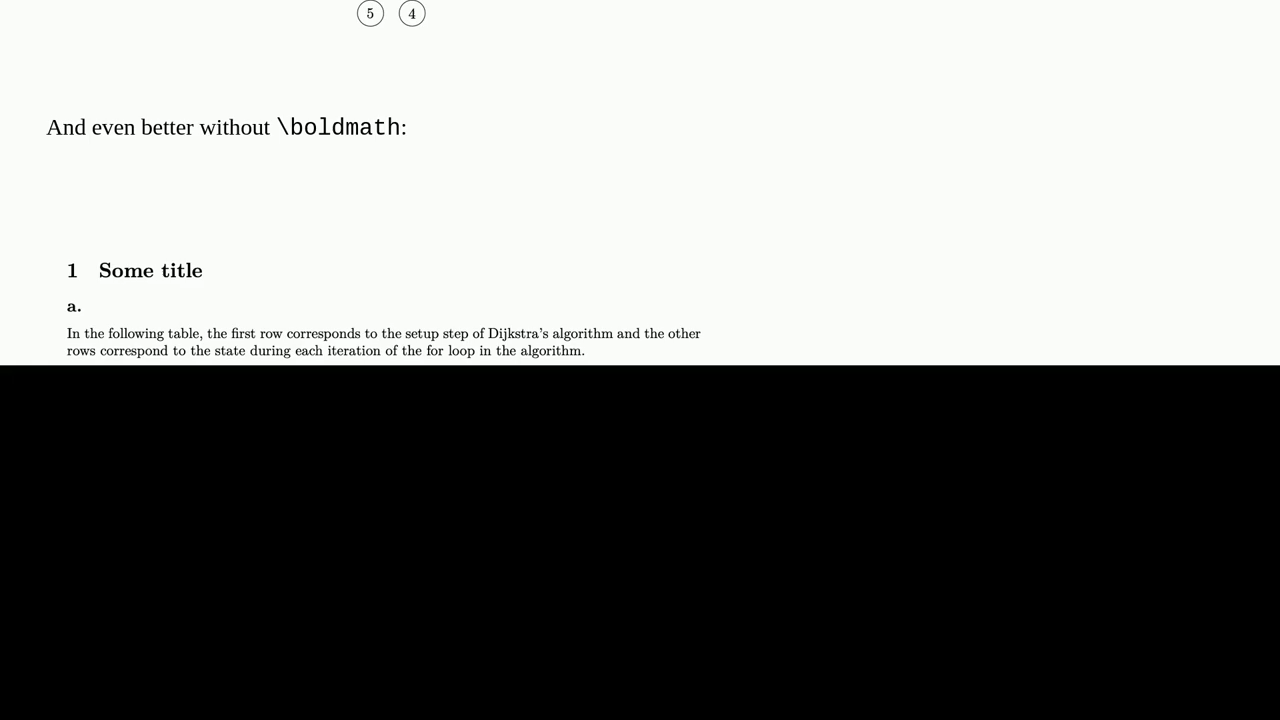 5 4
And even better without \boldmath:
1 Some title
a.
In the following table, the first row corresponds to the setup step of Dijkstra's algorithm and the other
rows correspond to the state during each iteration of the for loop in the algorithm.